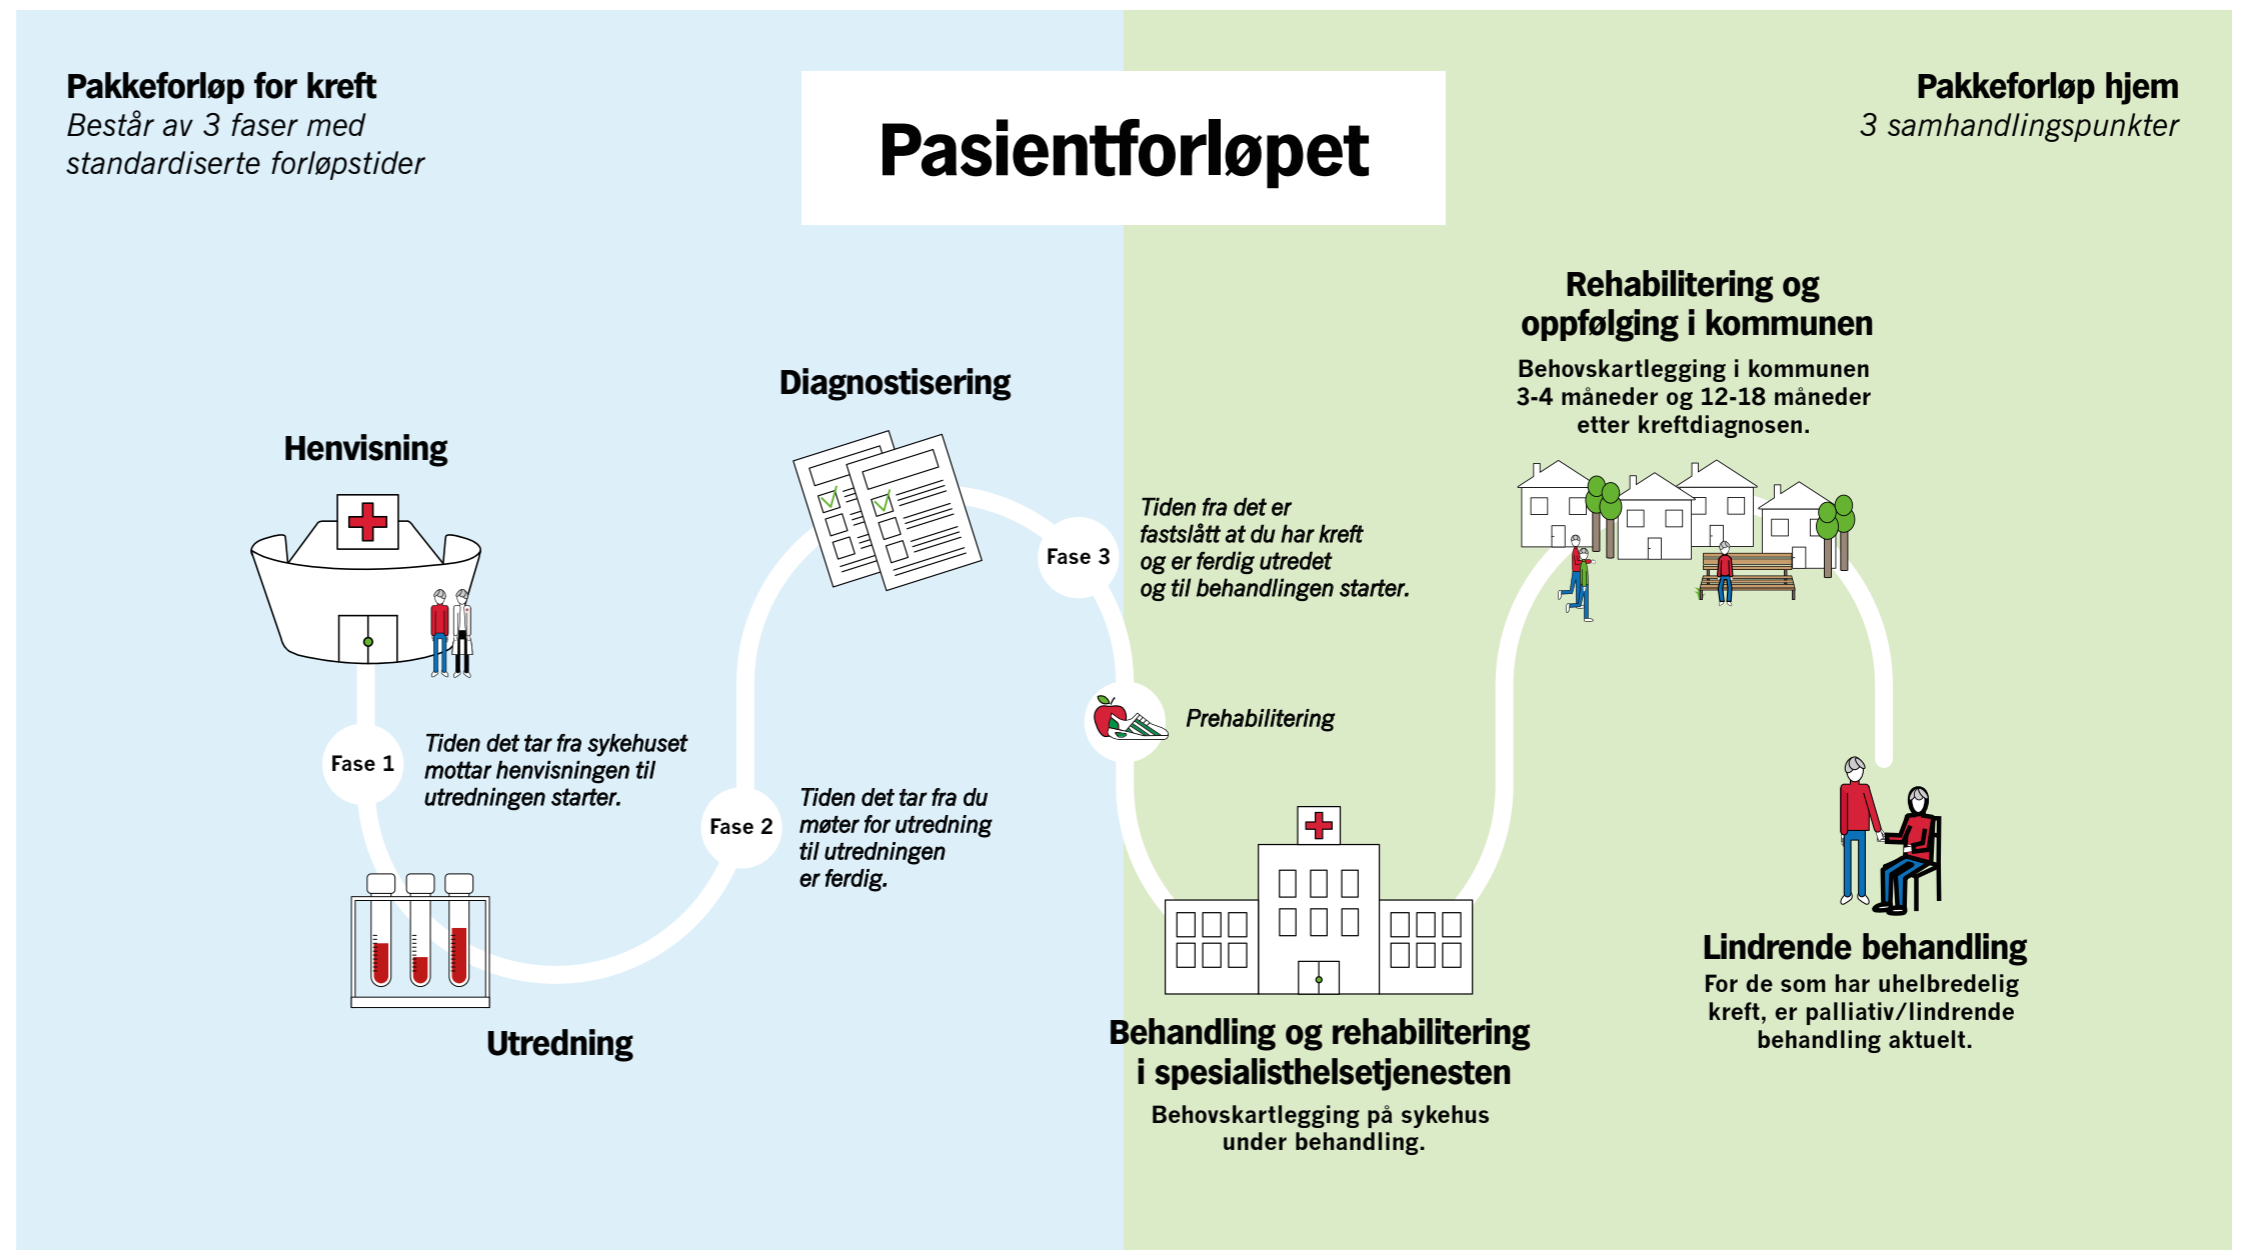 Pakkeforløp for kreft
Består av 3 faser med
standardiserte forløpstider
Pasientforløpet
Pakkeforløp hjem
3 samhandlingspunkter
Henvisning
Fase 1
Tiden det tar fra sykehuset
mottar henvisningen til
utredningen starter.
Utredning
Fase 2
Tiden det tar fra du
møter for utredning
til utredningen
er ferdig.
Diagnostisering
Fase 3
Tiden fra det er
fastslått at du har kreft
og er ferdig utredet
og til behandlingen starter.
Prehabilitering
Behandling og rehabilitering
i spesialisthelsetjenesten
Behovskartlegging på sykehus
under behandling.
Rehabilitering og
oppfølging i kommunen
Behovskartlegging i kommunen
3-4 måneder og 12-18 måneder
etter kreftdiagnosen.
Lindrende behandling
For de som har uhelbredelig
kreft, er palliativ/lindrende
behandling aktuelt.